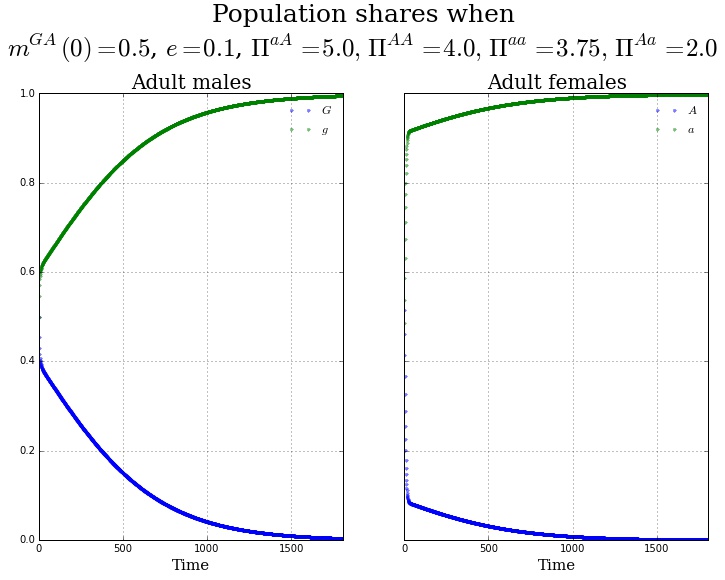 Population shares when
m^{GA}(0)=0.5, e=0.1, Π^{aA}=5.0, Π^{AA}=4.0, Π^{aa}=3.75, Π^{Aa}=2.0
Adult males
Adult females
1.0
0.8
0.6
0.4
0.2
0.0
G
g
A
a
0 500 1000 1500
0 500 1000 1500
Time
Time